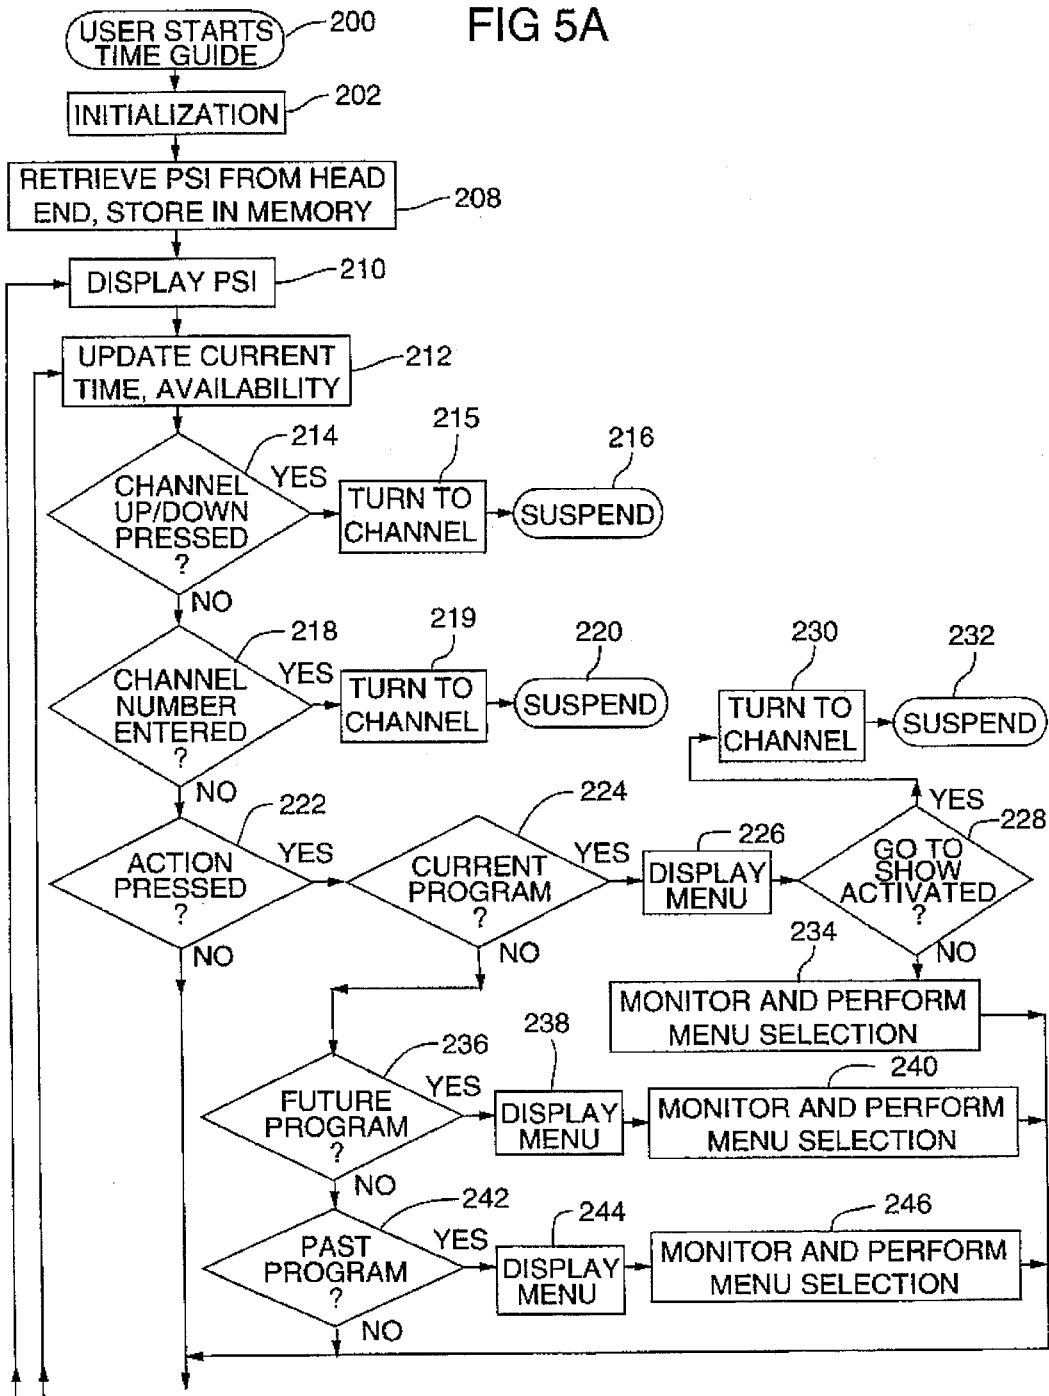 FIG 5A
USER STARTS
TIME GUIDE
200
INITIALIZATION
202
RETRIEVE PSI FROM HEAD
END, STORE IN MEMORY
208
DISPLAY PSI
210
UPDATE CURRENT
TIME, AVAILABILITY
212
CHANNEL
UP/DOWN
PRESSED
?
214
YES
NO
TURN TO
CHANNEL
215
SUSPEND
216
CHANNEL
NUMBER
ENTERED
?
218
YES
NO
TURN TO
CHANNEL
219
SUSPEND
220
TURN TO
CHANNEL
230
SUSPEND
232
ACTION
PRESSED
?
222
YES
NO
CURRENT
PROGRAM
?
224
YES
NO
DISPLAY
MENU
226
GO TO
SHOW
ACTIVATED
?
228
YES
NO
MONITOR AND PERFORM
MENU SELECTION
234
FUTURE
PROGRAM
?
236
YES
NO
DISPLAY
MENU
238
MONITOR AND PERFORM
MENU SELECTION
240
PAST
PROGRAM
?
242
YES
NO
DISPLAY
MENU
244
MONITOR AND PERFORM
MENU SELECTION
246